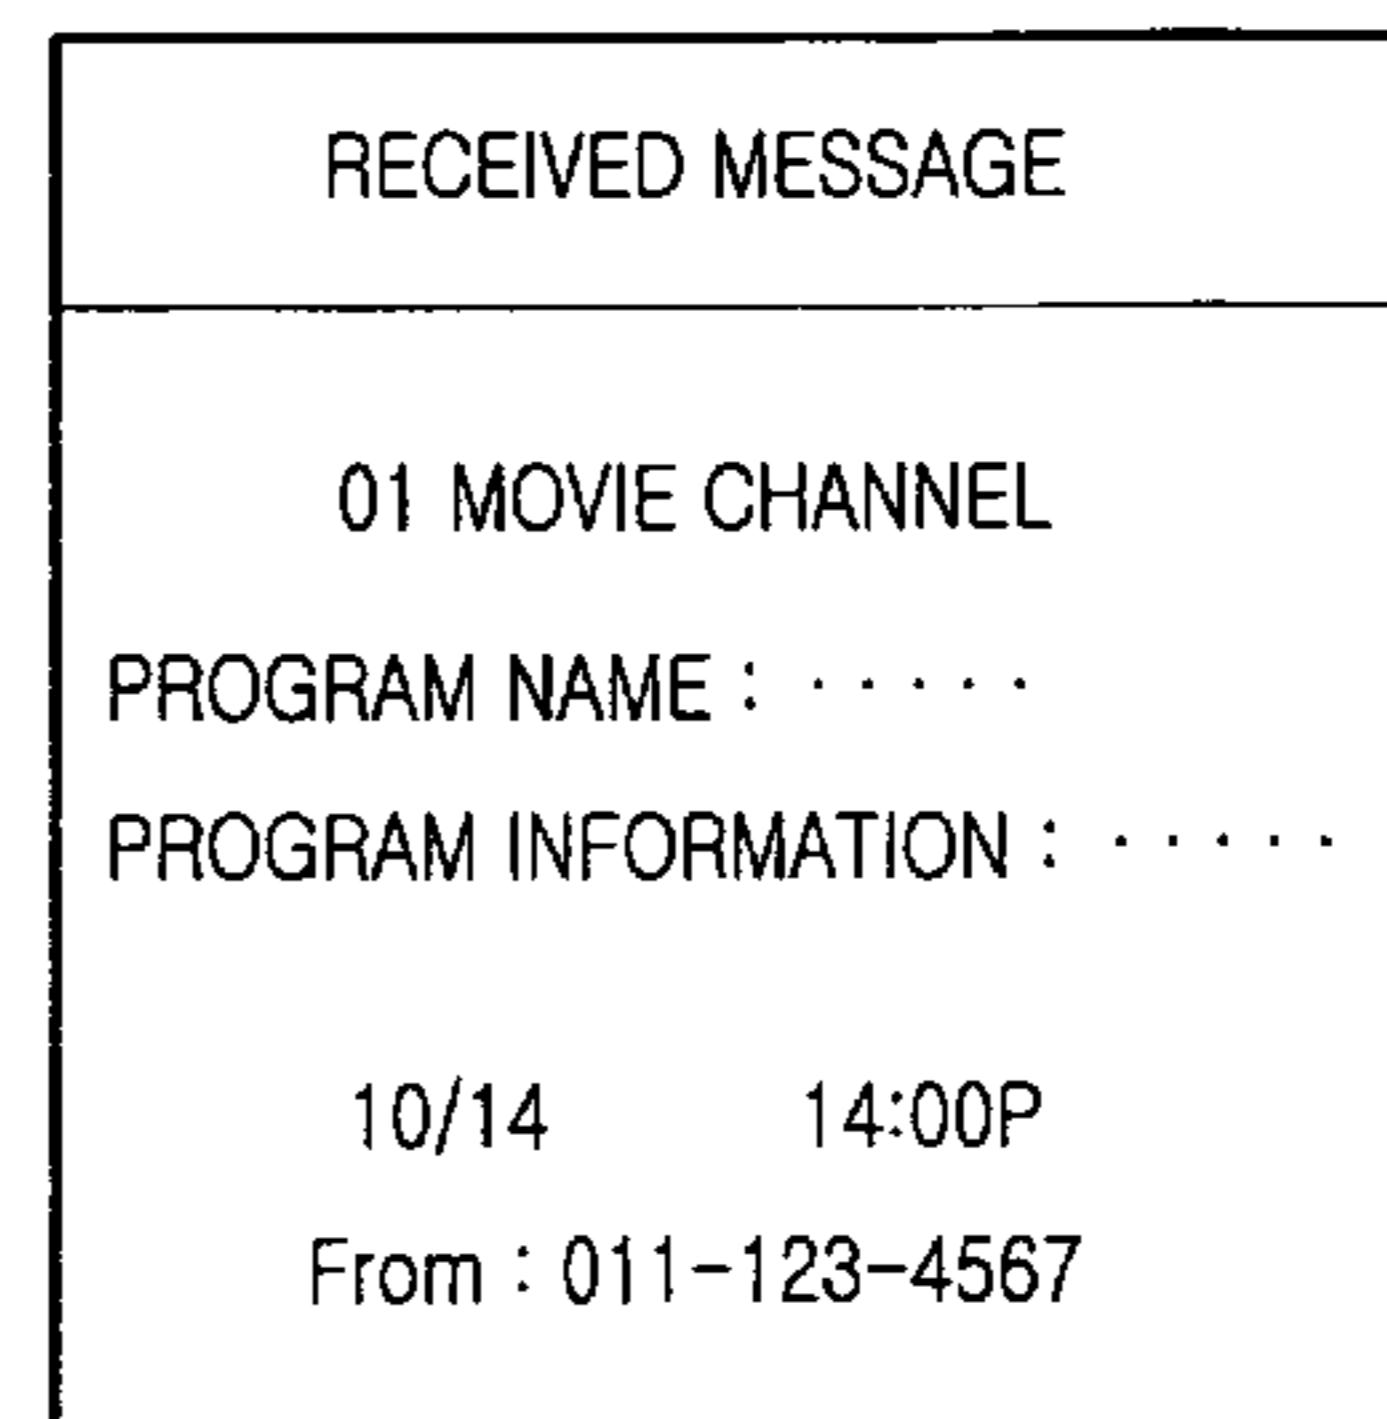 RECEIVED MESSAGE
01 MOVIE CHANNEL
PROGRAM NAME : · · · · ·
PROGRAM INFORMATION : · · · · ·
10/14 14:00P
From : 011-123-4567